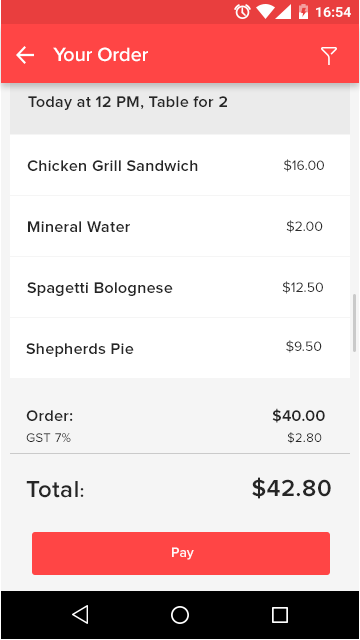 16:54
Your Order
Today at 12 PM, Table for 2
Chicken Grill Sandwich $16.00
Mineral Water $2.00
Spagetti Bolognese $12.50
Shepherds Pie $9.50
Order: $40.00
GST 7% $2.80
Total: $42.80
Pay